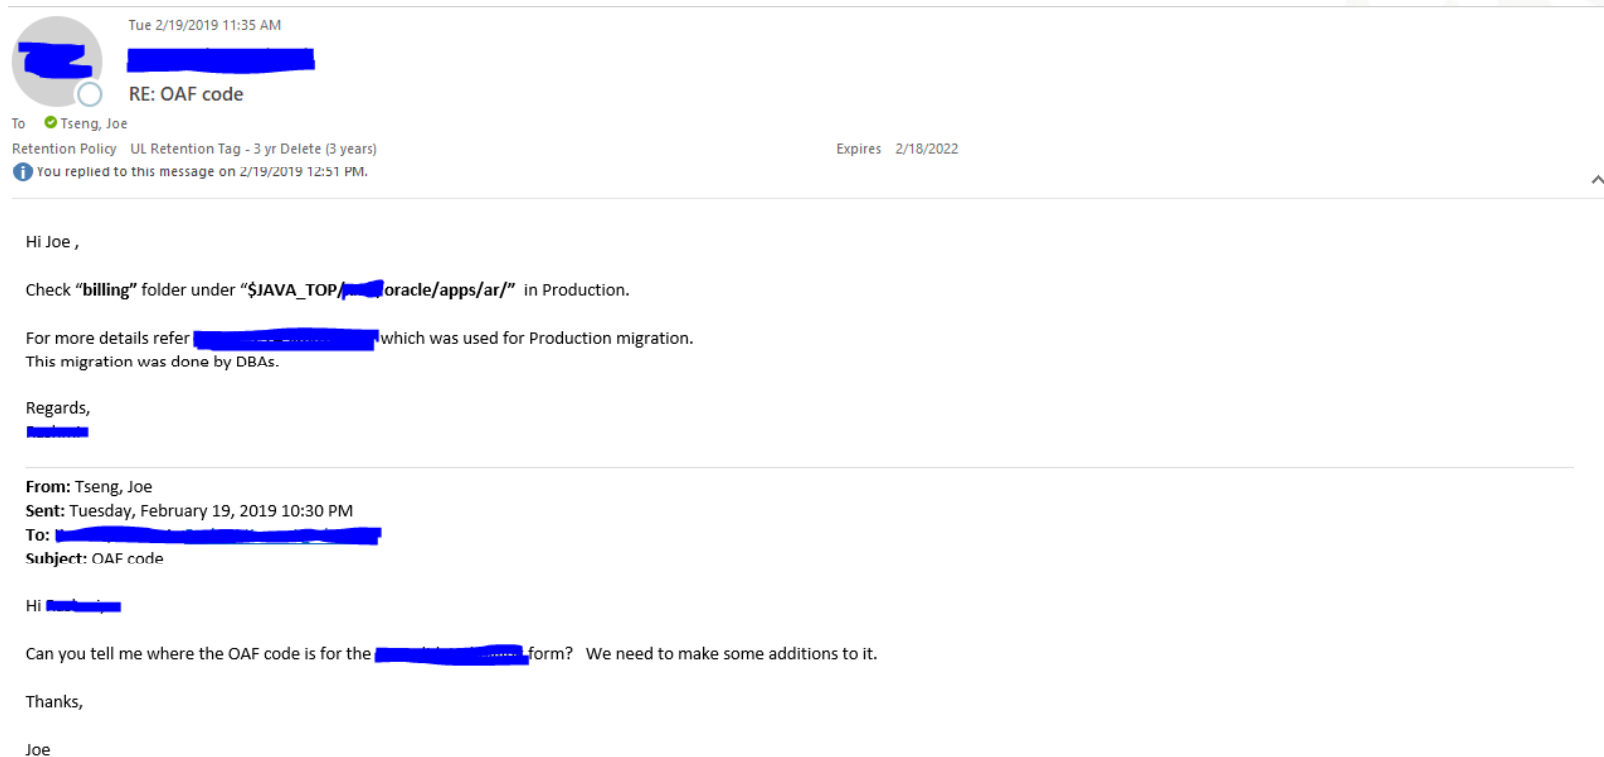 Tue 2/19/2019 11:35 AM
RE: OAF code
To Tseng, Joe
Retention Policy UL Retention Tag - 3 yr Delete (3 years) Expires 2/18/2022
You replied to this message on 2/19/2019 12:51 PM.
Hi Joe ,
Check “billing” folder under “$JAVA_TOP/ oracle/apps/ar/” in Production.
For more details refer which was used for Production migration.
This migration was done by DBAs.
Regards,
From: Tseng, Joe
Sent: Tuesday, February 19, 2019 10:30 PM
To:
Subject: OAF code
Hi
Can you tell me where the OAF code is for the form? We need to make some additions to it.
Thanks,
Joe